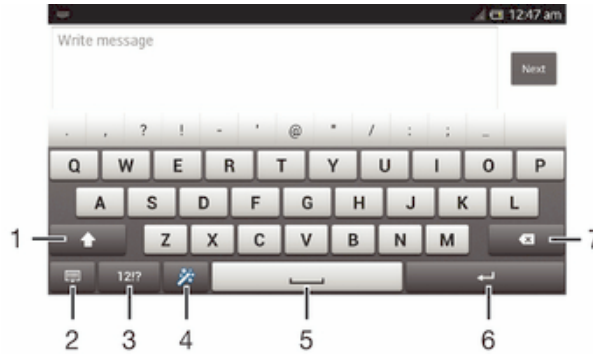 12:47 am
Write message
Next
. , ? ! - ' @ " / : ; _
Q W E R T Y U I O P
A S D F G H J K L
1 Z X C V B N M 7
12!?
2 3 4 5 6